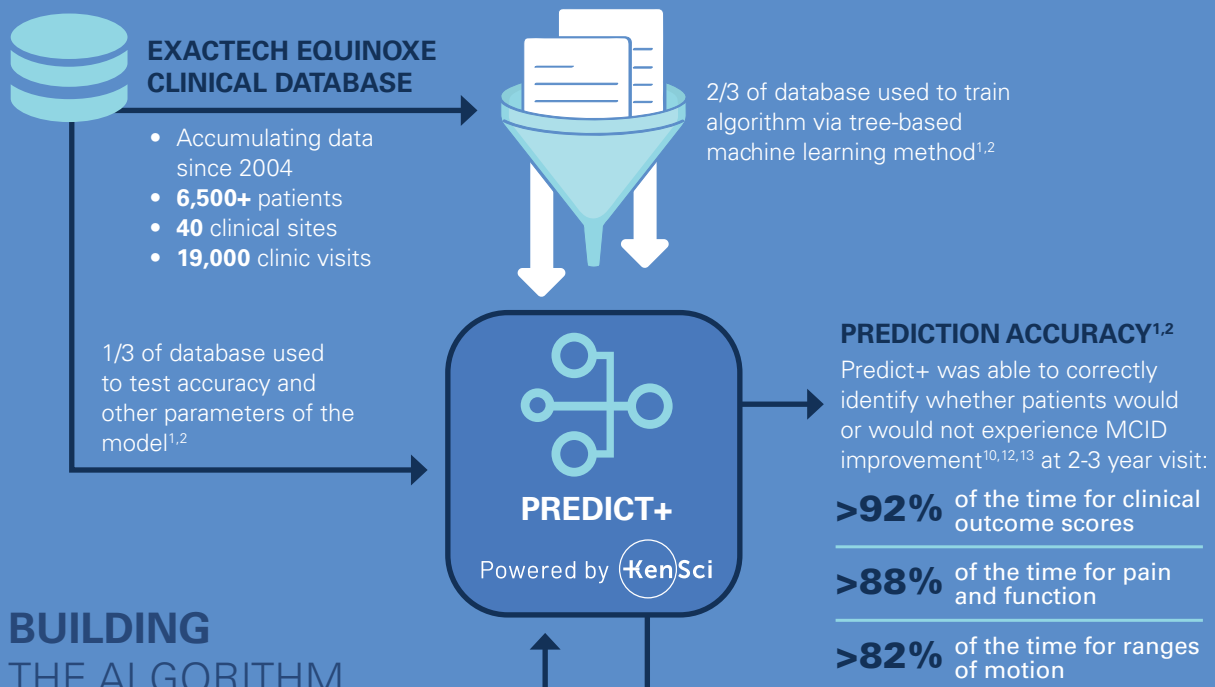 EXACTECH EQUINOXE
CLINICAL DATABASE
• Accumulating data
since 2004
• 6,500+ patients
• 40 clinical sites
• 19,000 clinic visits
2/3 of database used to train
algorithm via tree-based
machine learning method1,2
1/3 of database used
to test accuracy and
other parameters of the
model1,2
PREDICT+
Powered by KenSci
PREDICTION ACCURACY1,2
Predict+ was able to correctly
identify whether patients would
or would not experience MCID
improvement10,12,13 at 2-3 year visit:
>92% of the time for clinical
outcome scores
>88% of the time for pain
and function
>82% of the time for ranges
of motion
BUILDING
THE ALGORITHM